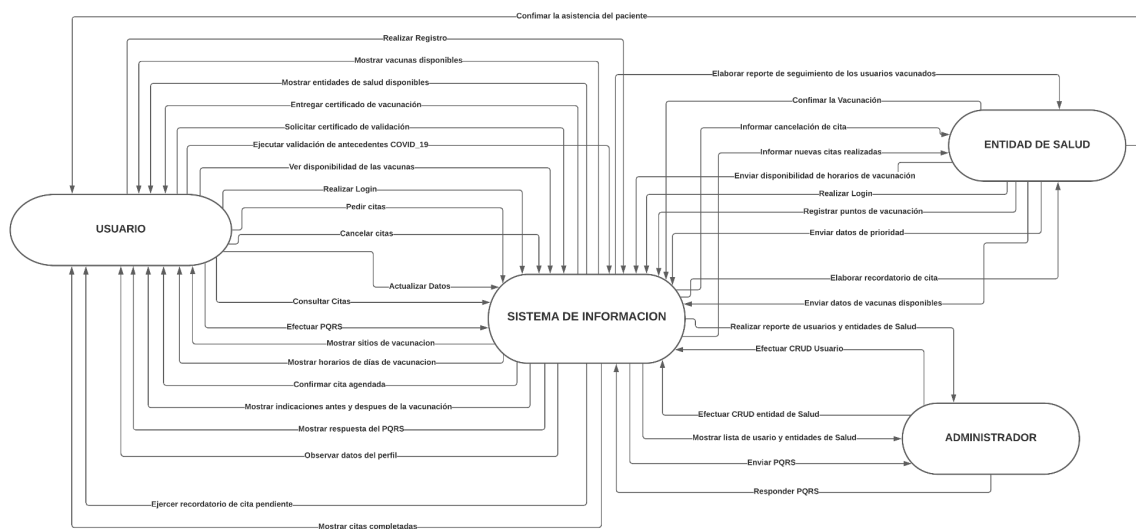 Confimar la asistencia del paciente
Realizar Registro
Mostrar vacunas disponibles
Elaborar reporte de seguimiento de los usuarios vacunados
Mostrar entidades de salud disponibles
Entregar certificado de vacunación
Confimar la Vacunación
Solicitar certificado de validación
Informar cancelación de cita
Ejecutar validación de antecedentes COVID_19
ENTIDAD DE SALUD
Informar nuevas citas realizadas
Ver disponibilidad de las vacunas
Enviar disponibilidad de horarios de vacunación
Realizar Login
Realizar Login
Pedir citas
Registrar puntos de vacunación
USUARIO
Cancelar citas
Enviar datos de prioridad
Elaborar recordatorio de cita
Actualizar Datos
Consultar Citas
Enviar datos de vacunas disponibles
SISTEMA DE INFORMACION
Efectuar PQRS
Realizar reporte de usuarios y entidades de Salud
Mostrar sitios de vacunacion
Efectuar CRUD Usuario
Mostrar horarios de días de vacunacion
Confirmar cita agendada
Mostrar indicaciones antes y despues de la vacunación
Efectuar CRUD entidad de Salud
Mostrar respuesta del PQRS
Mostrar lista de usario y entidades de Salud
ADMINISTRADOR
Observar datos del perfil
Enviar PQRS
Responder PQRS
Ejercer recordatorio de cita pendiente
Mostrar citas completadas